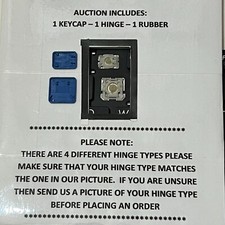 AUCTION INCLUDES:
1 KEYCAP – 1 HINGE – 1 RUBBER
PLEASE NOTE:
THERE ARE 4 DIFFERENT HINGE TYPES PLEASE
MAKE SURE THAT YOUR HINGE TYPE MATCHES
THE ONE IN OUR PICTURE. IF YOU ARE UNSURE
THEN SEND US A PICTURE OF YOUR HINGE TYPE
BEFORE PLACING AN ORDER